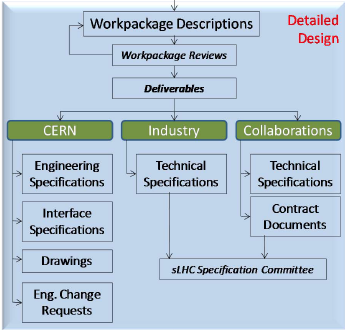 Workpackage Descriptions
Detailed
Design
Workpackage Reviews
Deliverables
CERN
Industry
Collaborations
Engineering
Specifications
Technical
Specifications
Technical
Specifications
Interface
Specifications
Contract
Documents
Drawings
sLHC Specification Committee
Eng. Change
Requests